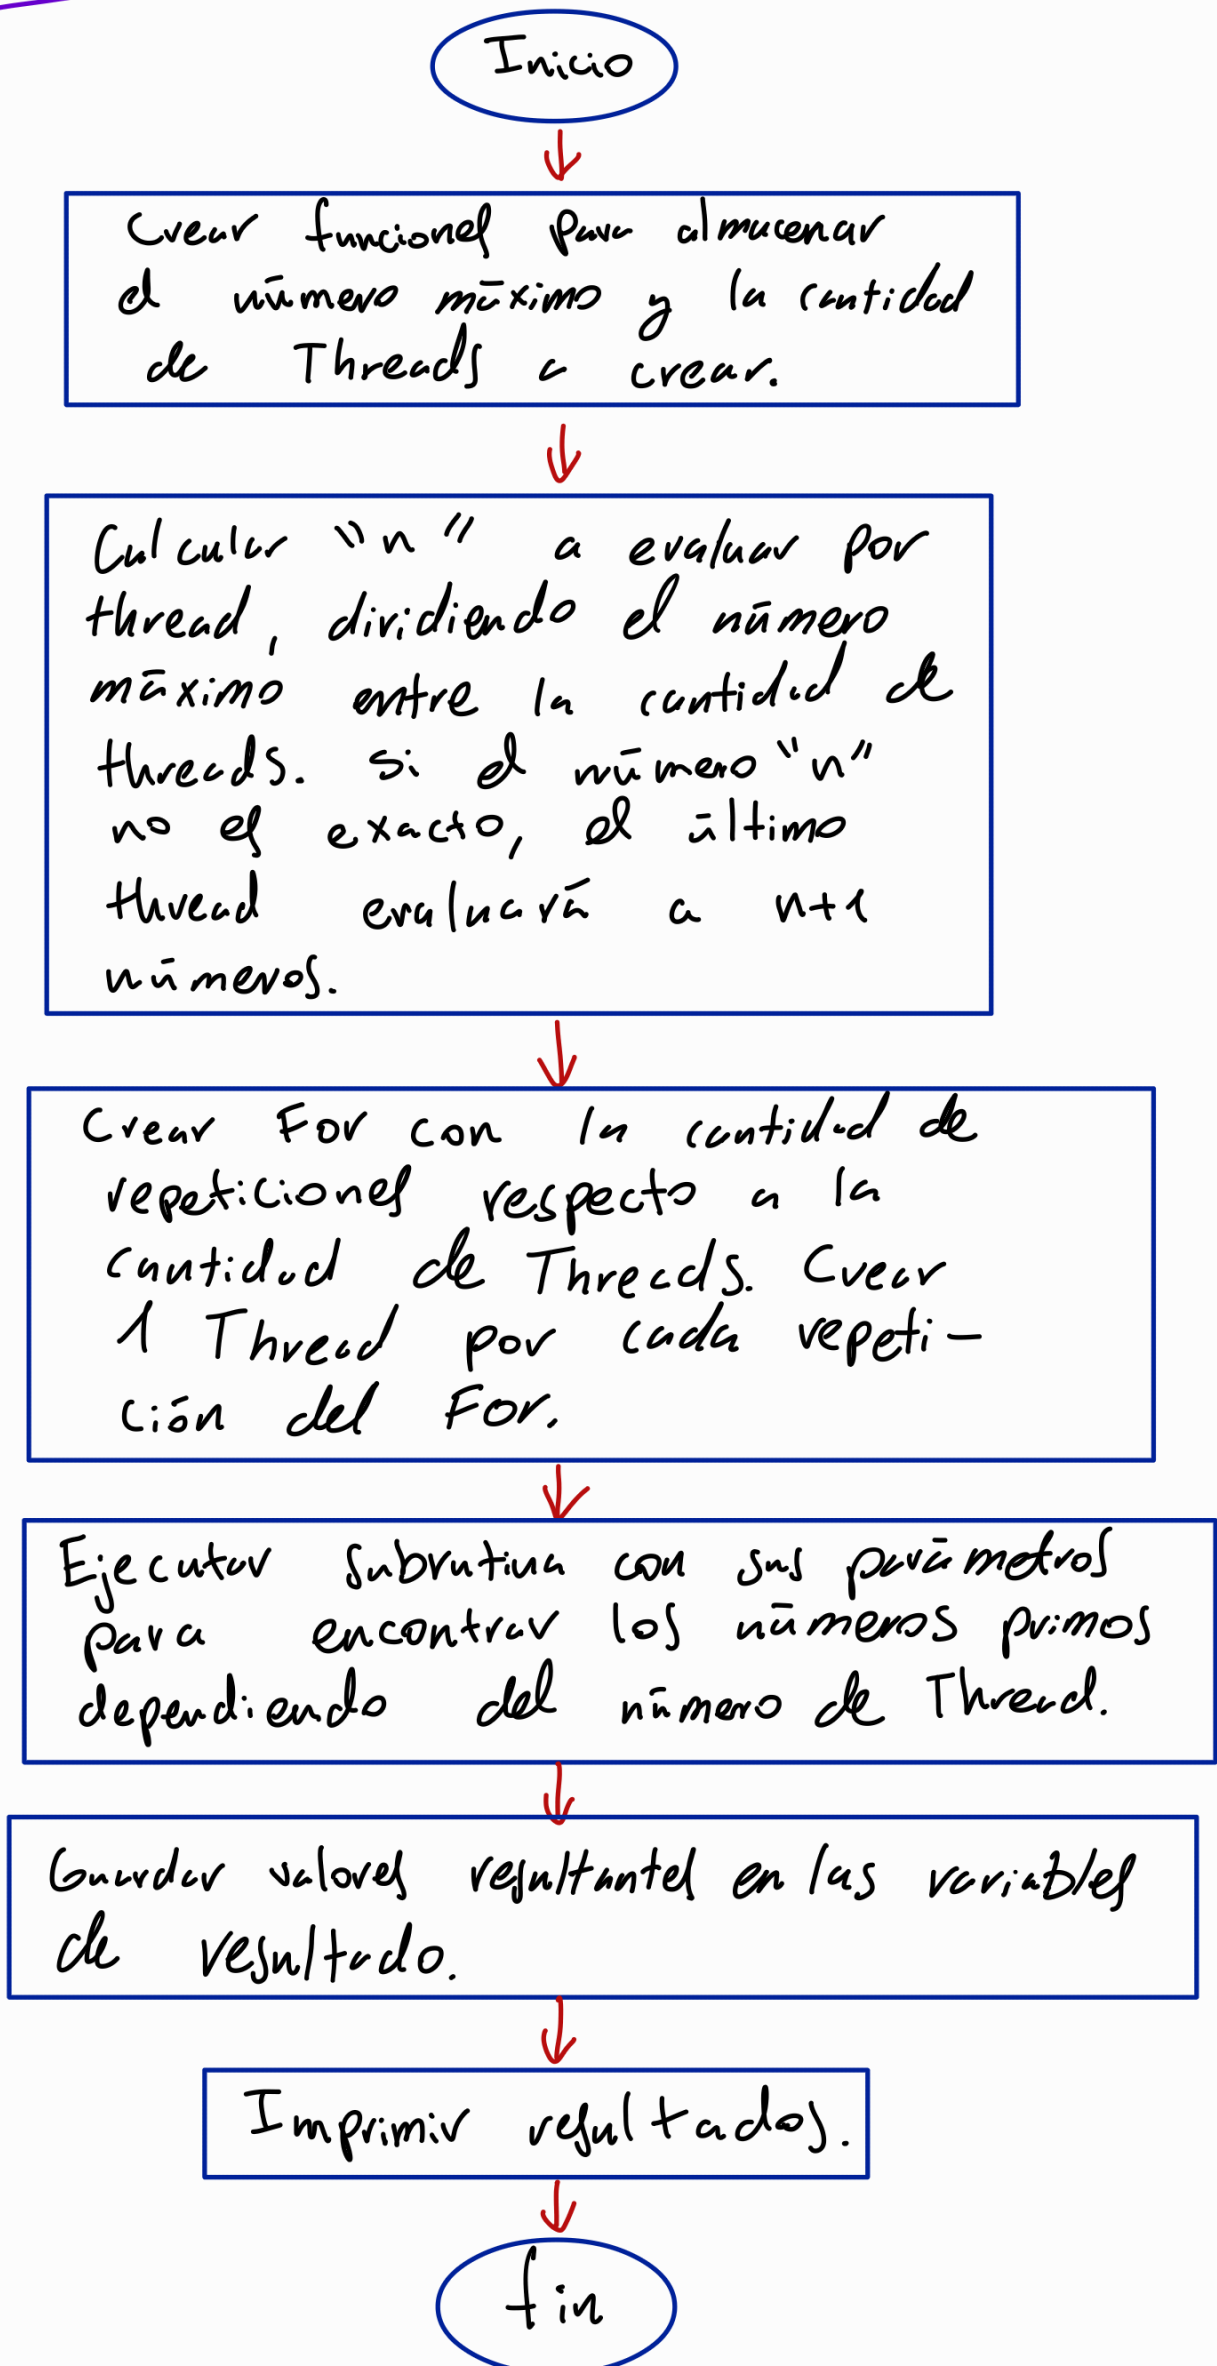 Inicio
Crear funciones para almacenar
el número máximo y la cantidad
de Threads a crear.
Calcular "n" a evaluar por
thread, dividiendo el número
máximo entre la cantidad de
threads. si el número "n"
no es exacto, el último
thread evaluará a n+1
números.
Crear For con la cantidad de
repeticiones respecto a la
cantidad de Threads. Crear
1 Thread por cada repeti-
ción del For.
Ejecutar subrutina con sus parámetros
para encontrar los números primos
dependiendo del número de Thread.
Guardar valores resultantes en las variables
de resultado.
Imprimir resultados.
fin